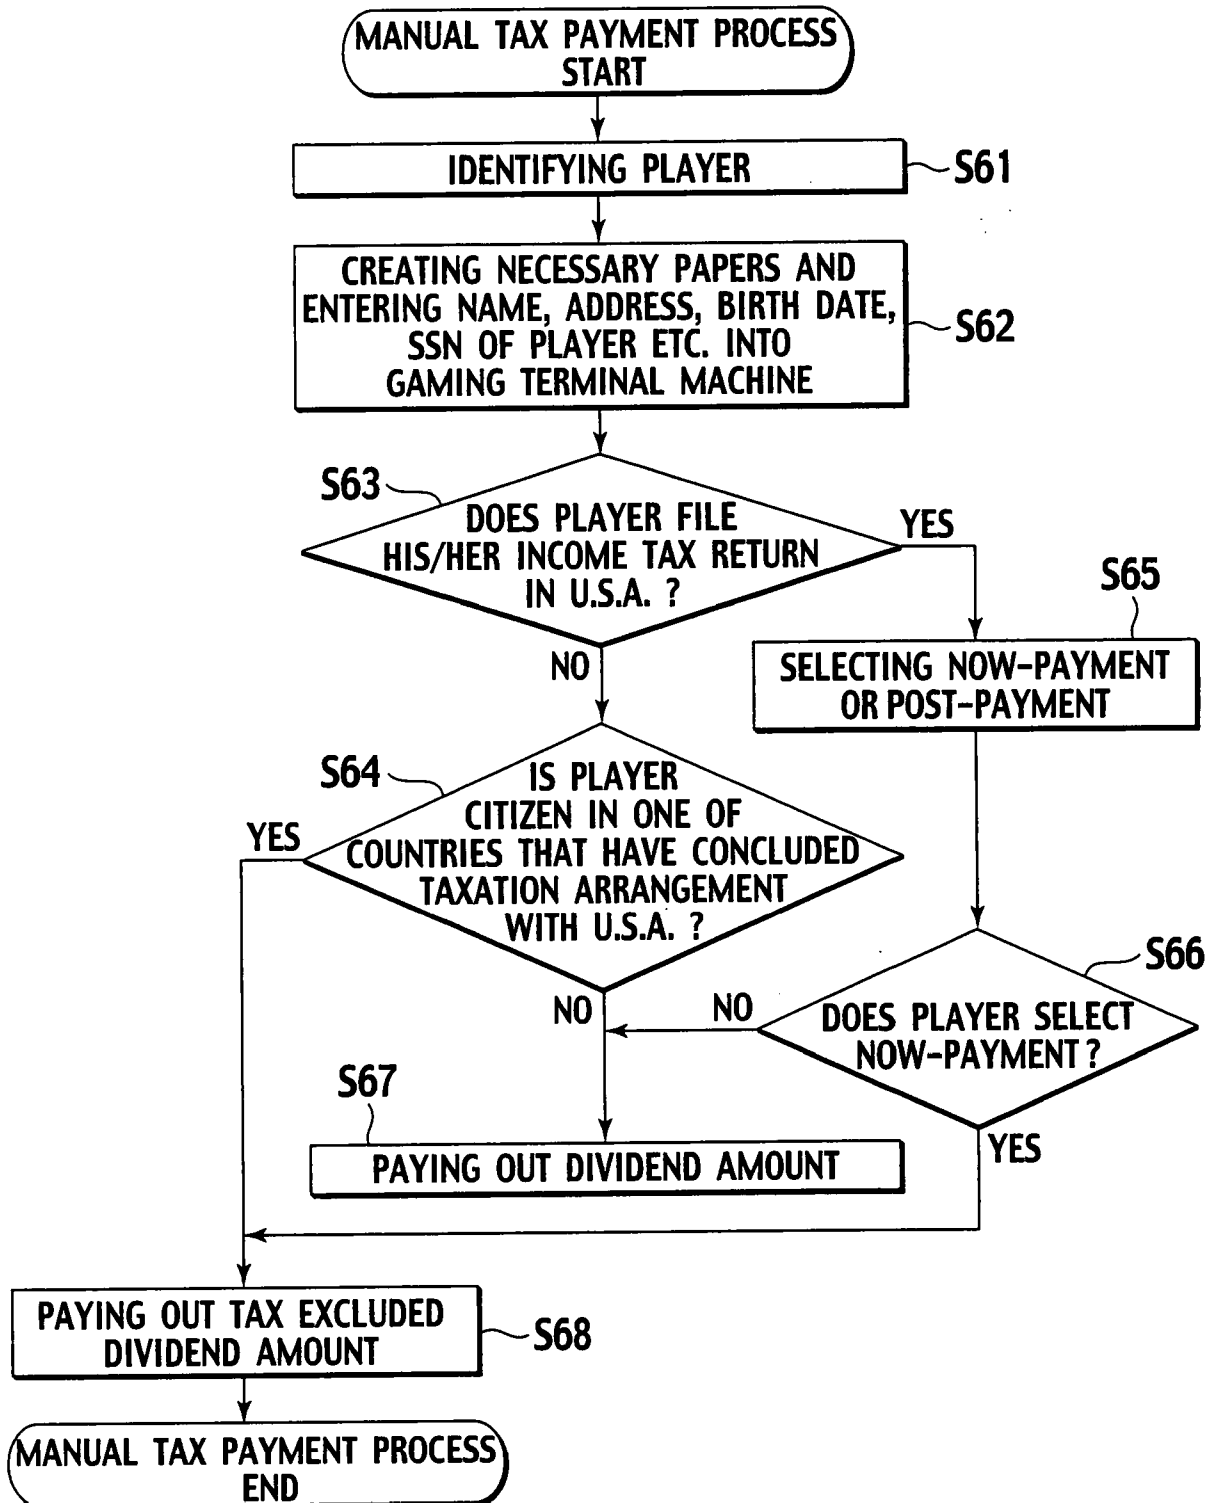 MANUAL TAX PAYMENT PROCESS
START
IDENTIFYING PLAYER
S61
CREATING NECESSARY PAPERS AND
ENTERING NAME, ADDRESS, BIRTH DATE,
SSN OF PLAYER ETC. INTO
GAMING TERMINAL MACHINE
S62
S63
DOES PLAYER FILE
HIS/HER INCOME TAX RETURN
IN U.S.A. ?
YES
NO
S65
SELECTING NOW-PAYMENT
OR POST-PAYMENT
S64
IS PLAYER
CITIZEN IN ONE OF
COUNTRIES THAT HAVE CONCLUDED
TAXATION ARRANGEMENT
WITH U.S.A. ?
YES
NO
S66
DOES PLAYER SELECT
NOW-PAYMENT?
NO
YES
S67
PAYING OUT DIVIDEND AMOUNT
PAYING OUT TAX EXCLUDED
DIVIDEND AMOUNT
S68
MANUAL TAX PAYMENT PROCESS
END